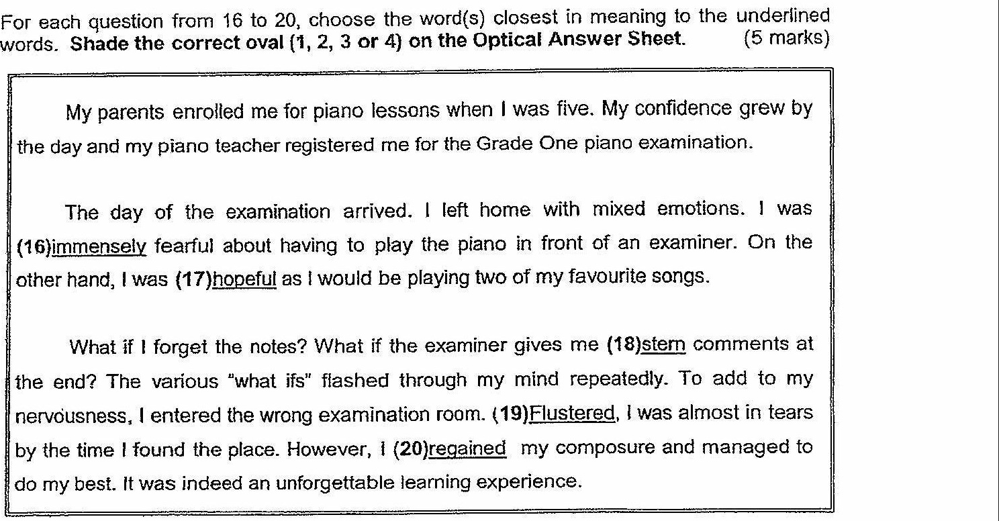 For each question from 16 to 20, choose the word(s) closest in meaning to the underlined
words. Shade the correct oval (1, 2, 3 or 4) on the Optical Answer Sheet. (5 marks)
My parents enrolled me for piano lessons when I was five. My confidence grew by
the day and my piano teacher registered me for the Grade One piano examination.
The day of the examination arrived. I left home with mixed emotions. I was
(16)immensely fearful about having to play the piano in front of an examiner. On the
other hand, I was (17)hopeful as I would be playing two of my favourite songs.
What if I forget the notes? What if the examiner gives me (18)stern comments at
the end? The various "what ifs" flashed through my mind repeatedly. To add to my
nervousness, I entered the wrong examination room. (19)Flustered, I was almost in tears
by the time I found the place. However, I (20)regained my composure and managed to
do my best. It was indeed an unforgettable learning experience.